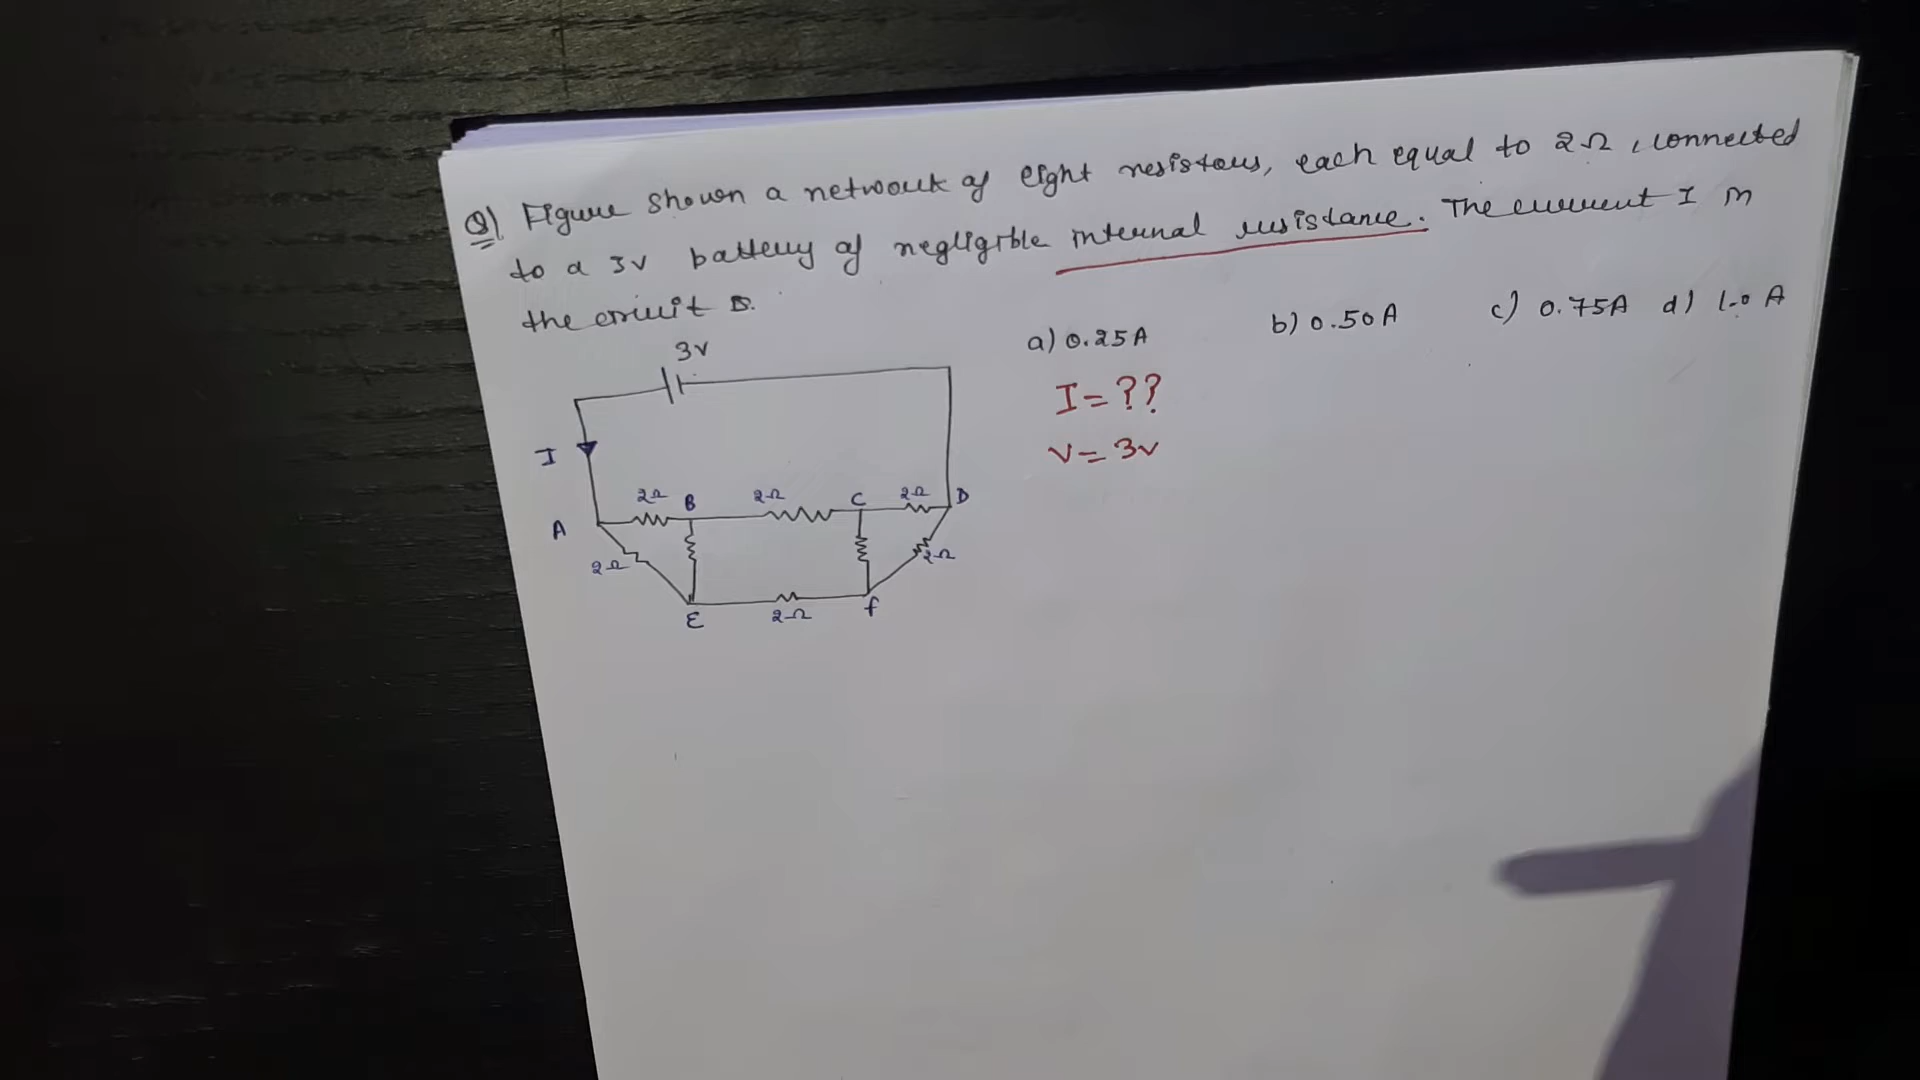 Q) Figure shown a network of eight resistors, each equal to 2Ω, connected
to a 3V battery of negligible internal resistance. The current I in
the circuit is.
a) 0.25A b) 0.50A c) 0.75A d) 1.0 A
3V
I = ??
V = 3V
I
2Ω B 2Ω C 2Ω D
A
2Ω 2Ω
E 2Ω f